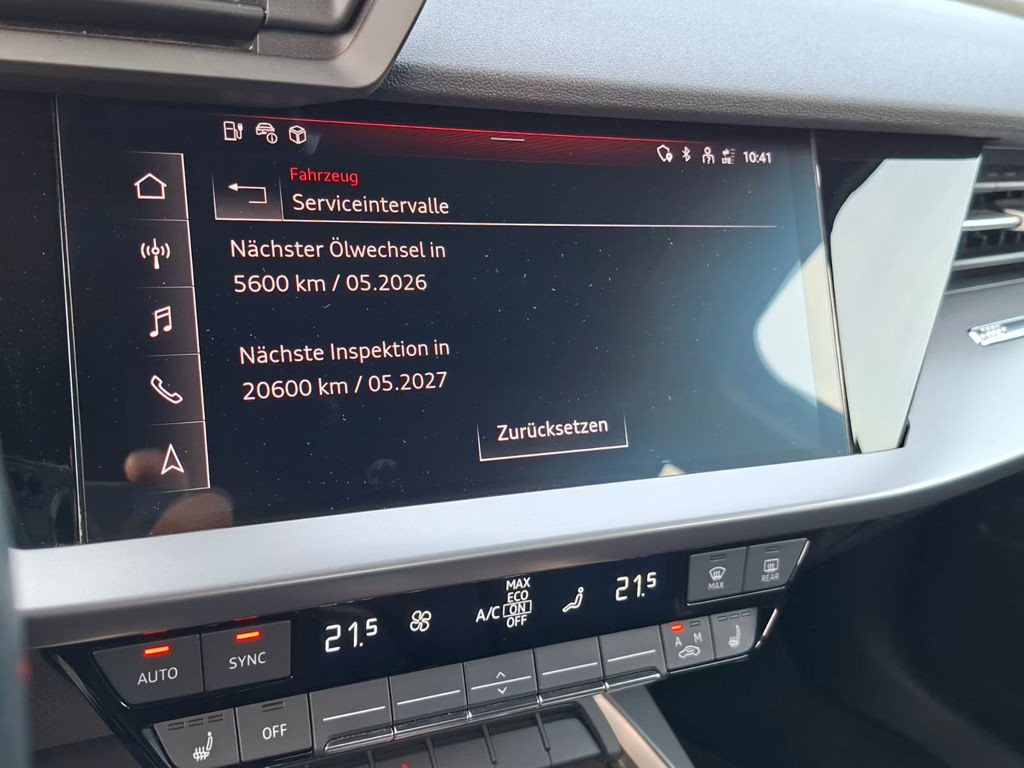 10:41
Fahrzeug
Serviceintervalle
Nächster Ölwechsel in
5600 km / 05.2026
Nächste Inspektion in
20600 km / 05.2027
Zurücksetzen
MAX
ECO
A/C ON
OFF
21.5
21.5
MAX
REAR
AUTO
SYNC
A M
OFF